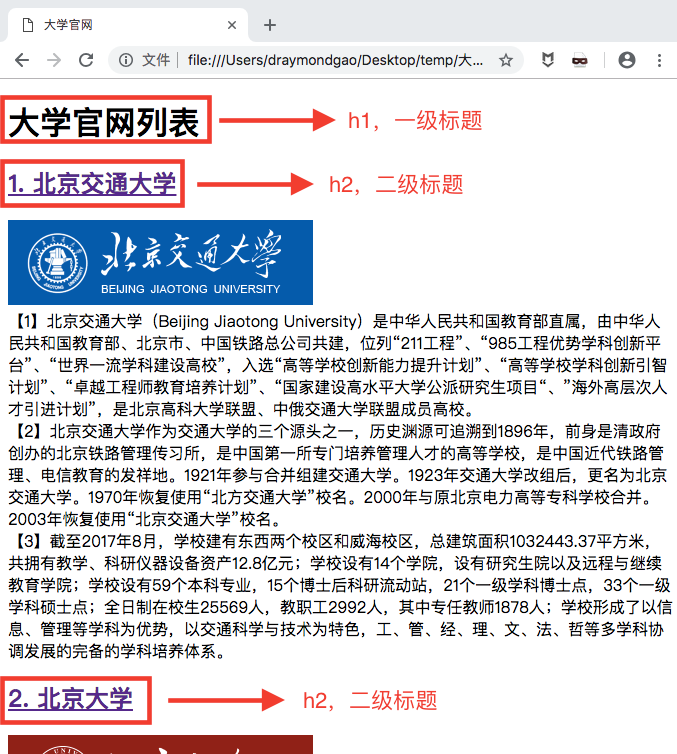 大学官网
文件 file:///Users/draymondgao/Desktop/temp/大...
大学官网列表
h1，一级标题
1. 北京交通大学
h2，二级标题
北京交通大學
BEIJING JIAOTONG UNIVERSITY
【1】北京交通大学（Beijing Jiaotong University）是中华人民共和国教育部直属，由中华人
民共和国教育部、北京市、中国铁路总公司共建，位列“211工程”、“985工程优势学科创新平
台”、“世界一流学科建设高校”，入选“高等学校创新能力提升计划”、“高等学校学科创新引智
计划”、“卓越工程师教育培养计划”、“国家建设高水平大学公派研究生项目“、”海外高层次人
才引进计划”，是北京高科大学联盟、中俄交通大学联盟成员高校。
【2】北京交通大学作为交通大学的三个源头之一，历史渊源可追溯到1896年，前身是清政府
创办的北京铁路管理传习所，是中国第一所专门培养管理人才的高等学校，是中国近代铁路管
理、电信教育的发祥地。1921年参与合并组建交通大学。1923年交通大学改组后，更名为北京
交通大学。1970年恢复使用“北方交通大学”校名。2000年与原北京电力高等专科学校合并。
2003年恢复使用“北京交通大学”校名。
【3】截至2017年8月，学校建有东西两个校区和威海校区，总建筑面积1032443.37平方米，
共拥有教学、科研仪器设备资产12.8亿元；学校设有14个学院，设有研究生院以及远程与继续
教育学院；学校设有59个本科专业，15个博士后科研流动站，21个一级学科博士点，33个一级
学科硕士点；全日制在校生25569人，教职工2992人，其中专任教师1878人；学校形成了以信
息、管理等学科为优势，以交通科学与技术为特色，工、管、经、理、文、法、哲等多学科协
调发展的完备的学科培养体系。
2. 北京大学
h2，二级标题